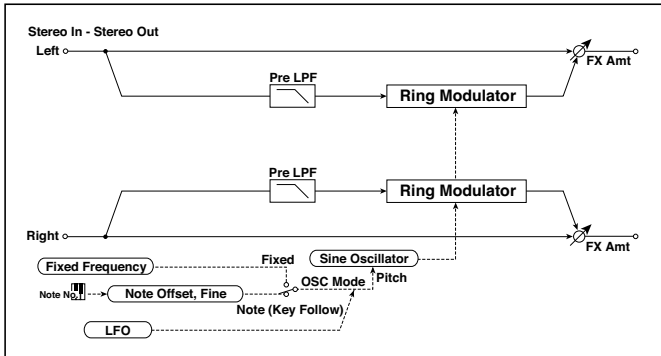 Stereo In - Stereo Out
Left
FX Amt
Pre LPF
Ring Modulator
Pre LPF
Ring Modulator
Right
FX Amt
Fixed Frequency
Fixed
Sine Oscillator
OSC Mode
Pitch
Note No.
Note Offset, Fine
Note (Key Follow)
LFO